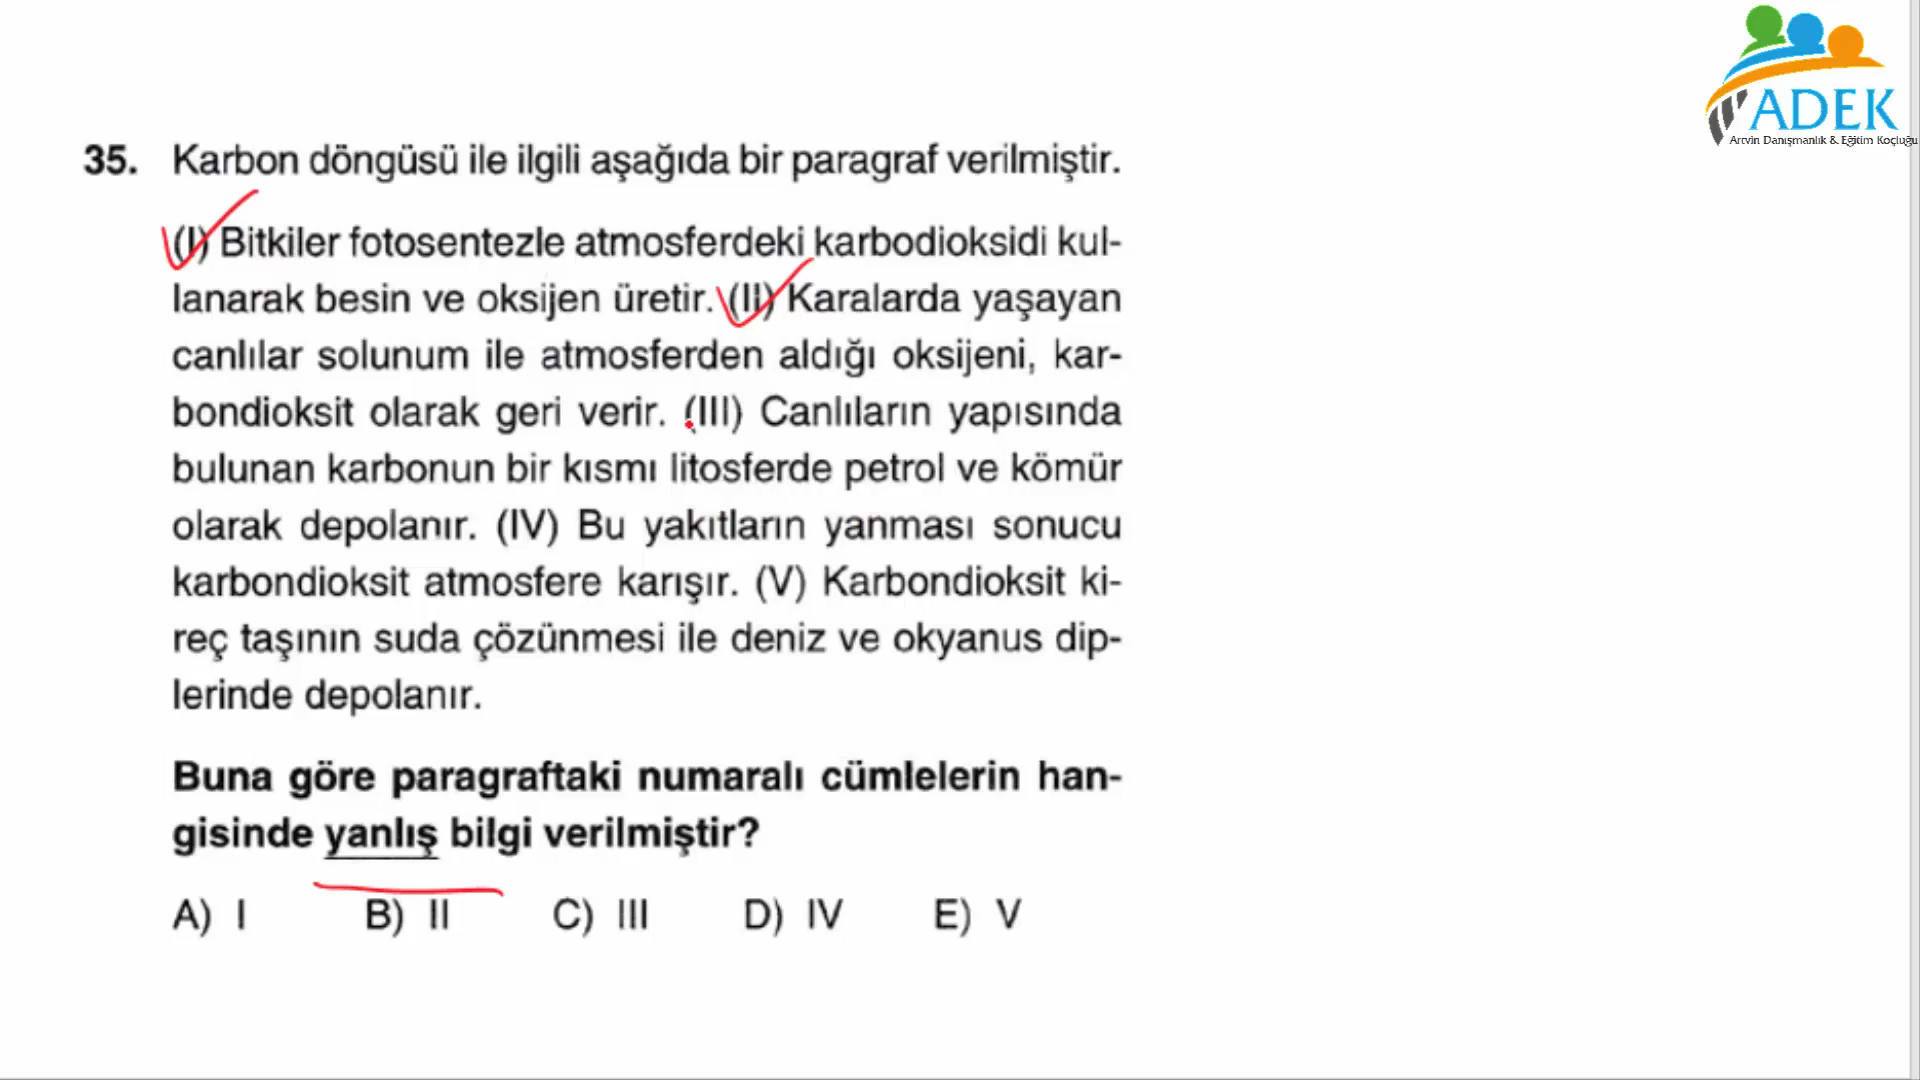 ADEK
Artvin Danışmanlık & Eğitim Koçluğu
35. Karbon döngüsü ile ilgili aşağıda bir paragraf verilmiştir.
(I) Bitkiler fotosentezle atmosferdeki karbodioksidi kul-
lanarak besin ve oksijen üretir. (II) Karalarda yaşayan
canlılar solunum ile atmosferden aldığı oksijeni, kar-
bondioksit olarak geri verir. (III) Canlıların yapısında
bulunan karbonun bir kısmı litosferde petrol ve kömür
olarak depolanır. (IV) Bu yakıtların yanması sonucu
karbondioksit atmosfere karışır. (V) Karbondioksit ki-
reç taşının suda çözünmesi ile deniz ve okyanus dip-
lerinde depolanır.
Buna göre paragraftaki numaralı cümlelerin han-
gisinde yanlış bilgi verilmiştir?
A) I B) II C) III D) IV E) V